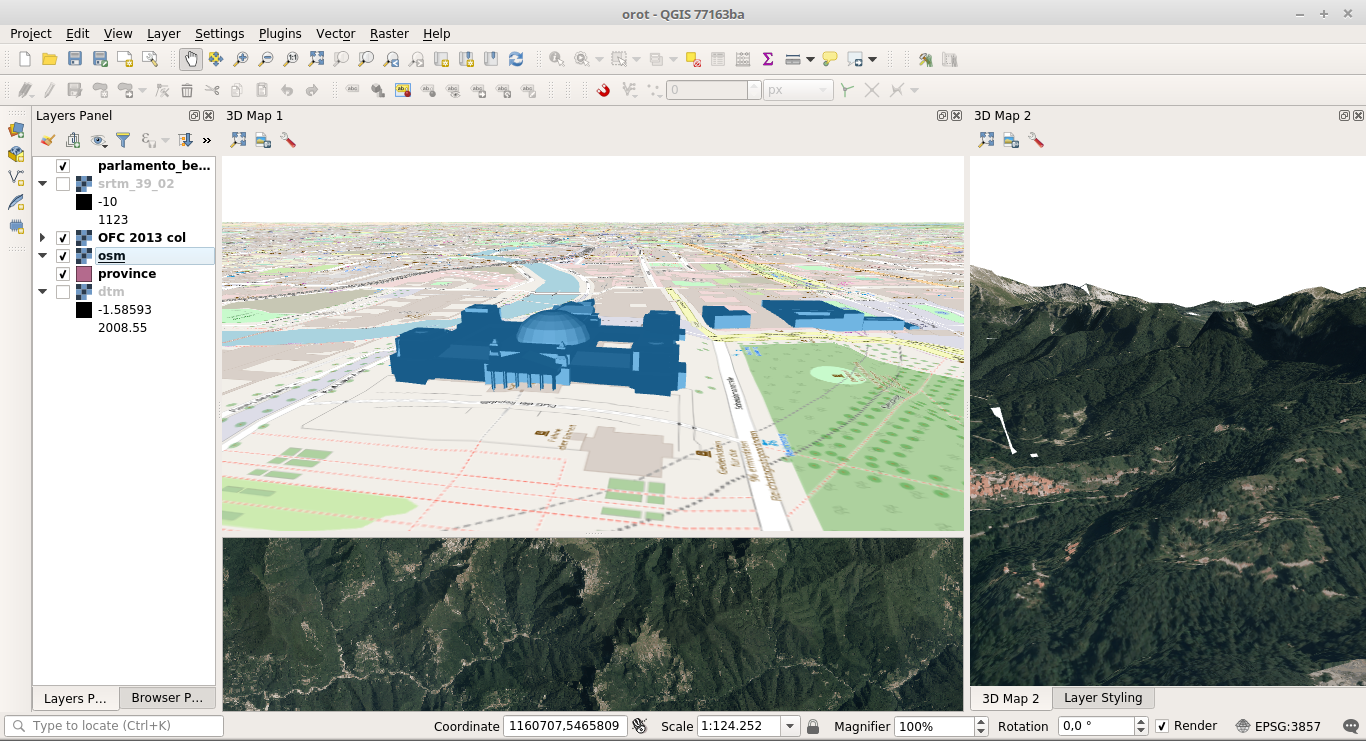 orot - QGIS 77163ba
Project Edit View Layer Settings Plugins Vector Raster Help
0 px
Layers Panel
parlamento_be...
srtm_39_02
-10
1123
OFC 2013 col
osm
province
dtm
-1.58593
2008.55
Layers P... Browser P...
3D Map 1
3D Map 2
3D Map 2 Layer Styling
Type to locate (Ctrl+K) Coordinate 1160707,5465809 Scale 1:124.252 Magnifier 100% Rotation 0,0 ° Render EPSG:3857